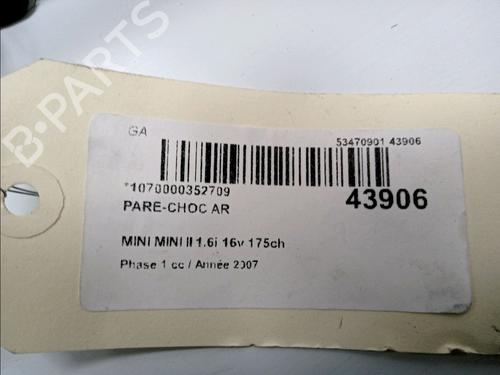 B-PARTS
GA
53470901 43906
*1070000352709
43906
PARE-CHOC AR
MINI MINI II 1.6i 16v 175ch
Phase 1 cc / Année 2007